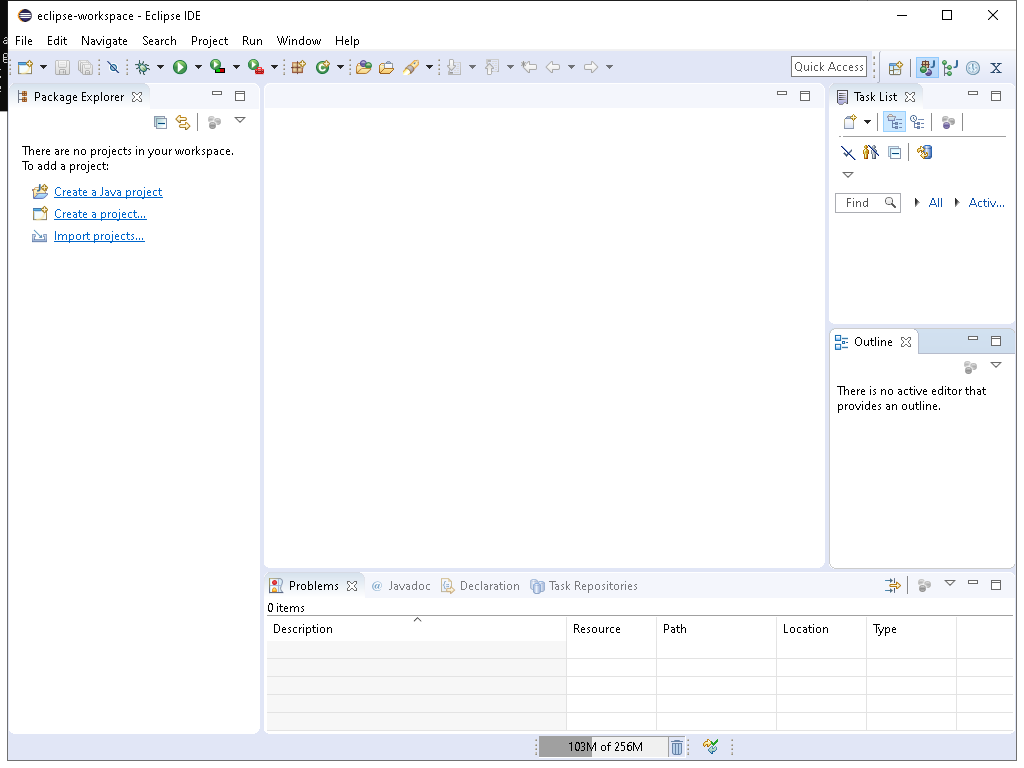 eclipse-workspace - Eclipse IDE
File Edit Navigate Search Project Run Window Help
Quick Access
Package Explorer
There are no projects in your workspace.
To add a project:
Create a Java project
Create a project...
Import projects...
Task List
Find All Activ...
Outline
There is no active editor that
provides an outline.
Problems @ Javadoc Declaration Task Repositories
0 items
Description Resource Path Location Type
103M of 256M